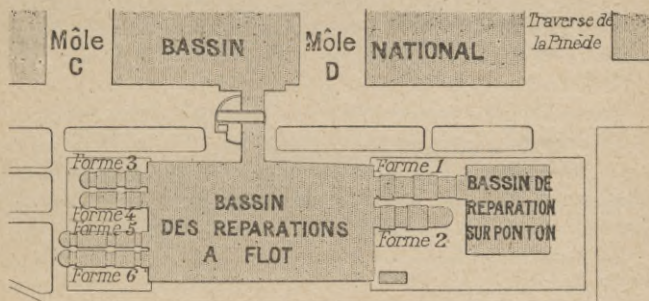 Môle
C
BASSIN
Môle
D
NATIONAL
Traverse de
la Pinède
Forme 3
Forme 4
Forme 5
Forme 6
BASSIN
DES REPARATIONS
A FLOT
Forme 1
Forme 2
BASSIN DE
REPARATION
SUR PONTON